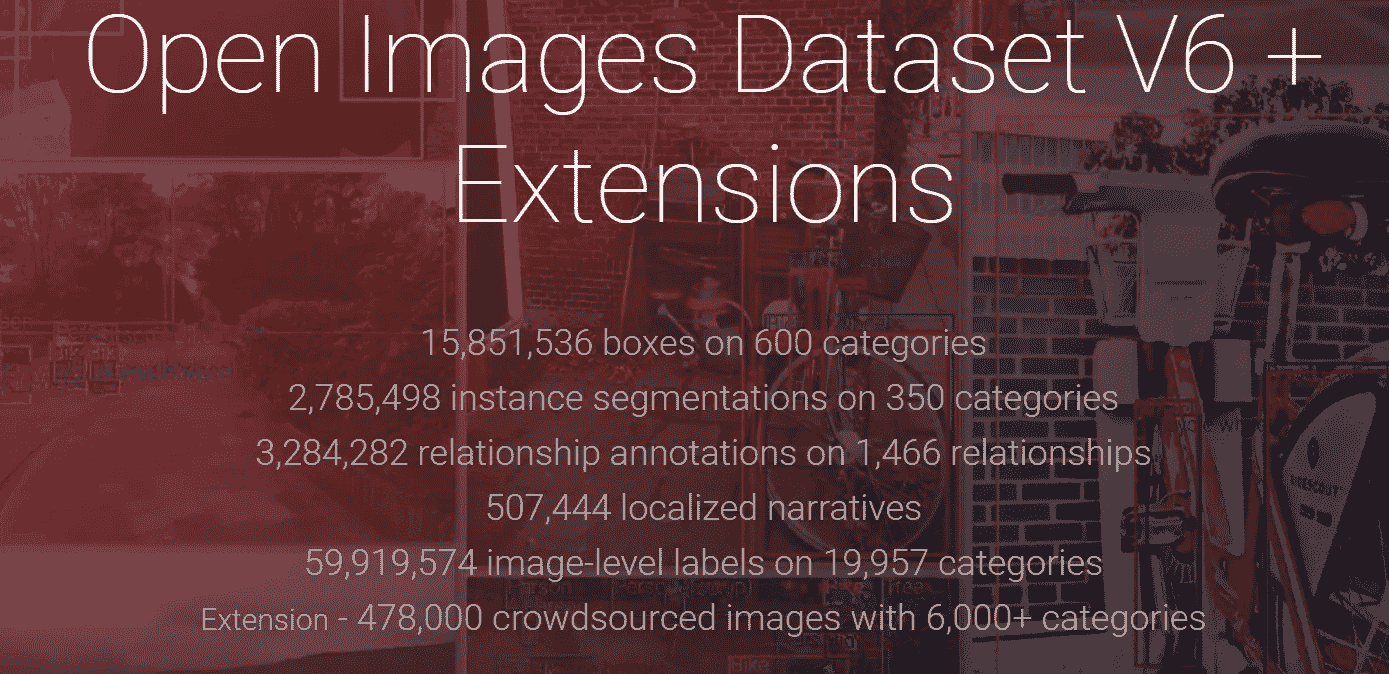 Open Images Dataset V6 +
Extensions
15,851,536 boxes on 600 categories
2,785,498 instance segmentations on 350 categories
3,284,282 relationship annotations on 1,466 relationships
507,444 localized narratives
59,919,574 image-level labels on 19,957 categories
Extension - 478,000 crowdsourced images with 6,000+ categories
Person
Bike